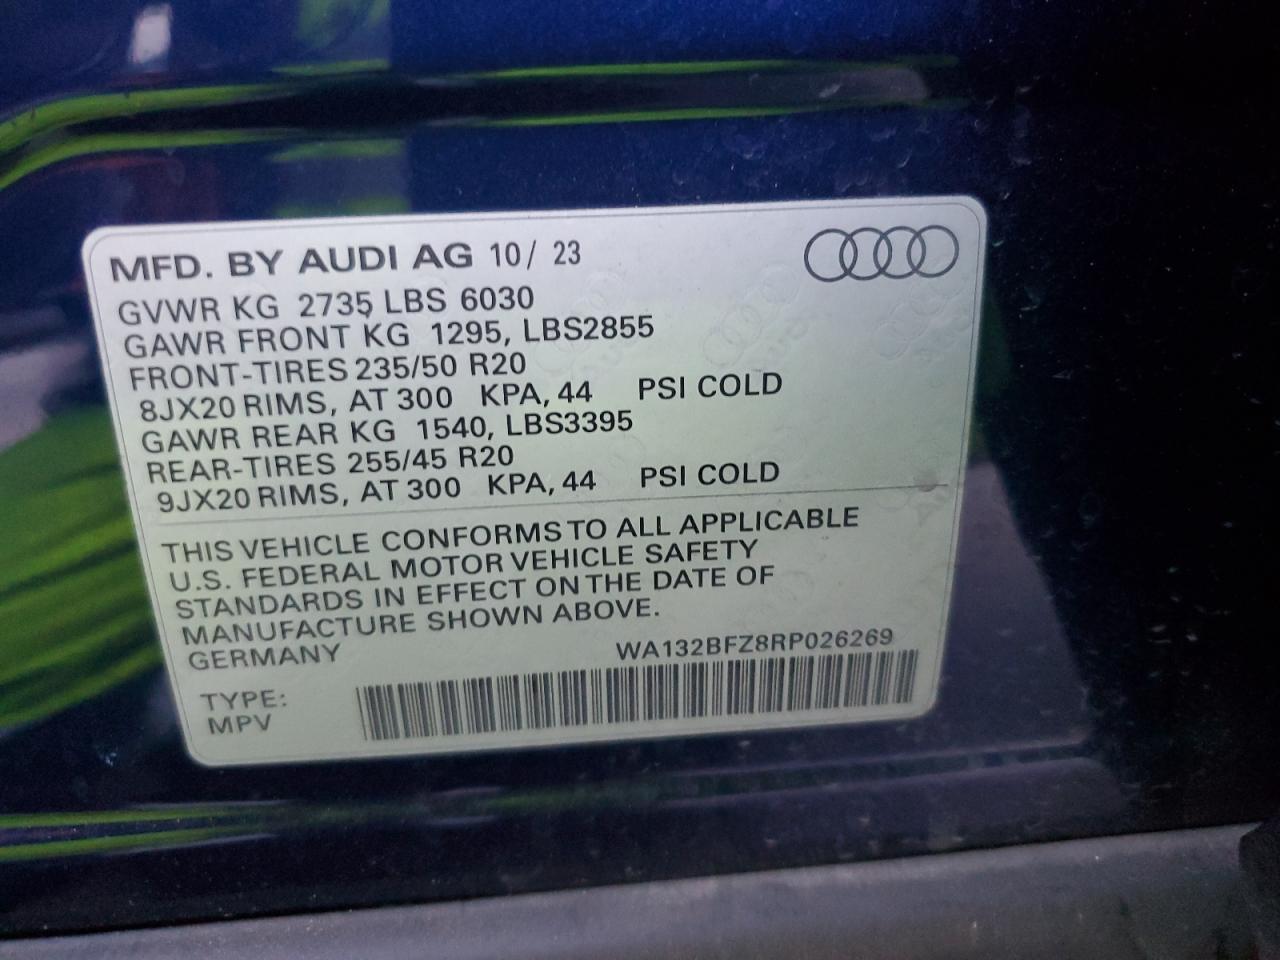 MFD. BY AUDI AG 10/ 23
GVWR KG 2735 LBS 6030
GAWR FRONT KG 1295, LBS2855
FRONT-TIRES 235/50 R20
8JX20 RIMS, AT 300 KPA, 44 PSI COLD
GAWR REAR KG 1540, LBS3395
REAR-TIRES 255/45 R20
9JX20 RIMS, AT 300 KPA, 44 PSI COLD
THIS VEHICLE CONFORMS TO ALL APPLICABLE
U.S. FEDERAL MOTOR VEHICLE SAFETY
STANDARDS IN EFFECT ON THE DATE OF
MANUFACTURE SHOWN ABOVE.
GERMANY WA132BFZ8RP026269
TYPE:
MPV